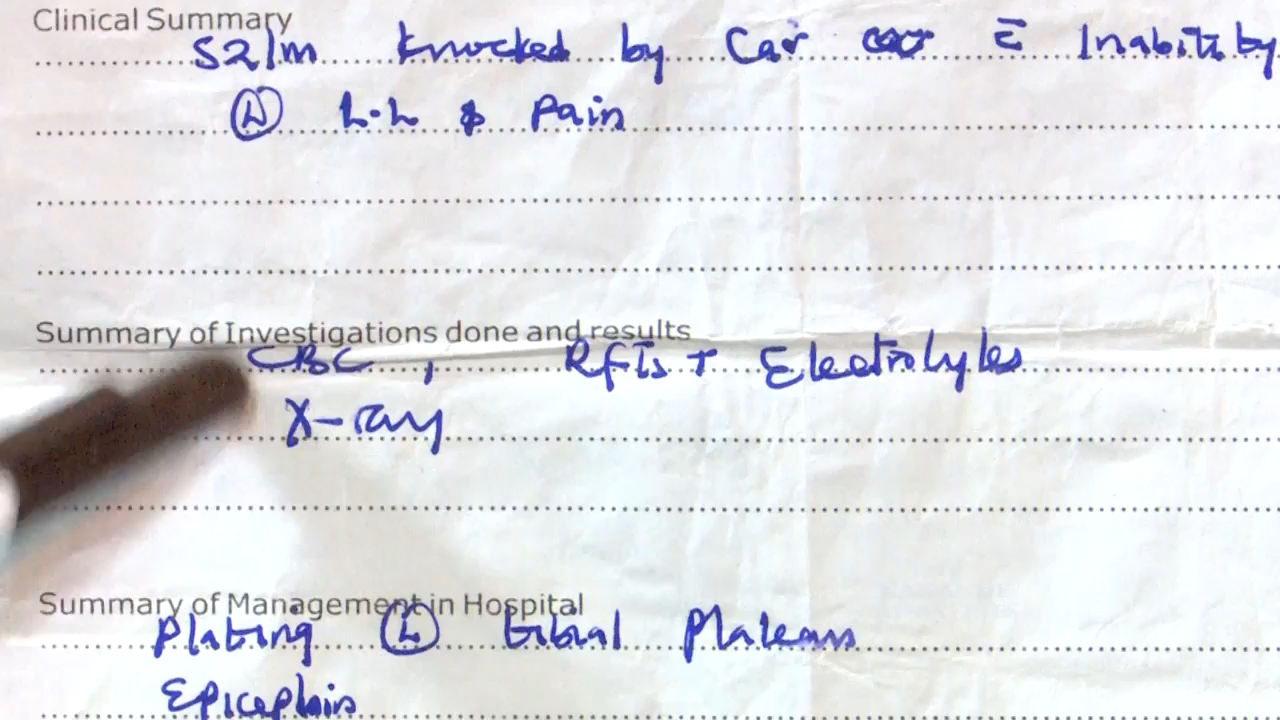 Clinical Summary
52/m knocked by Car c̄ Inability
Ⓛ L.L & Pain
Summary of Investigations done and results
CBC, RFTs + Electrolytes
X-ray
Summary of Management in Hospital
Plating Ⓛ tibial Plateau